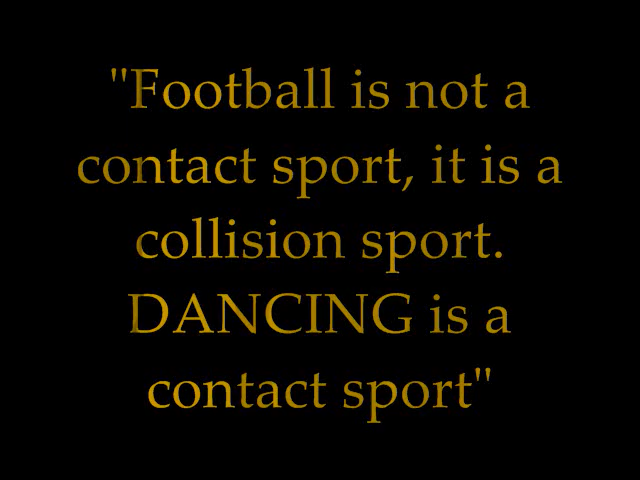 "Football is not a
contact sport, it is a
collision sport.
DANCING is a
contact sport"